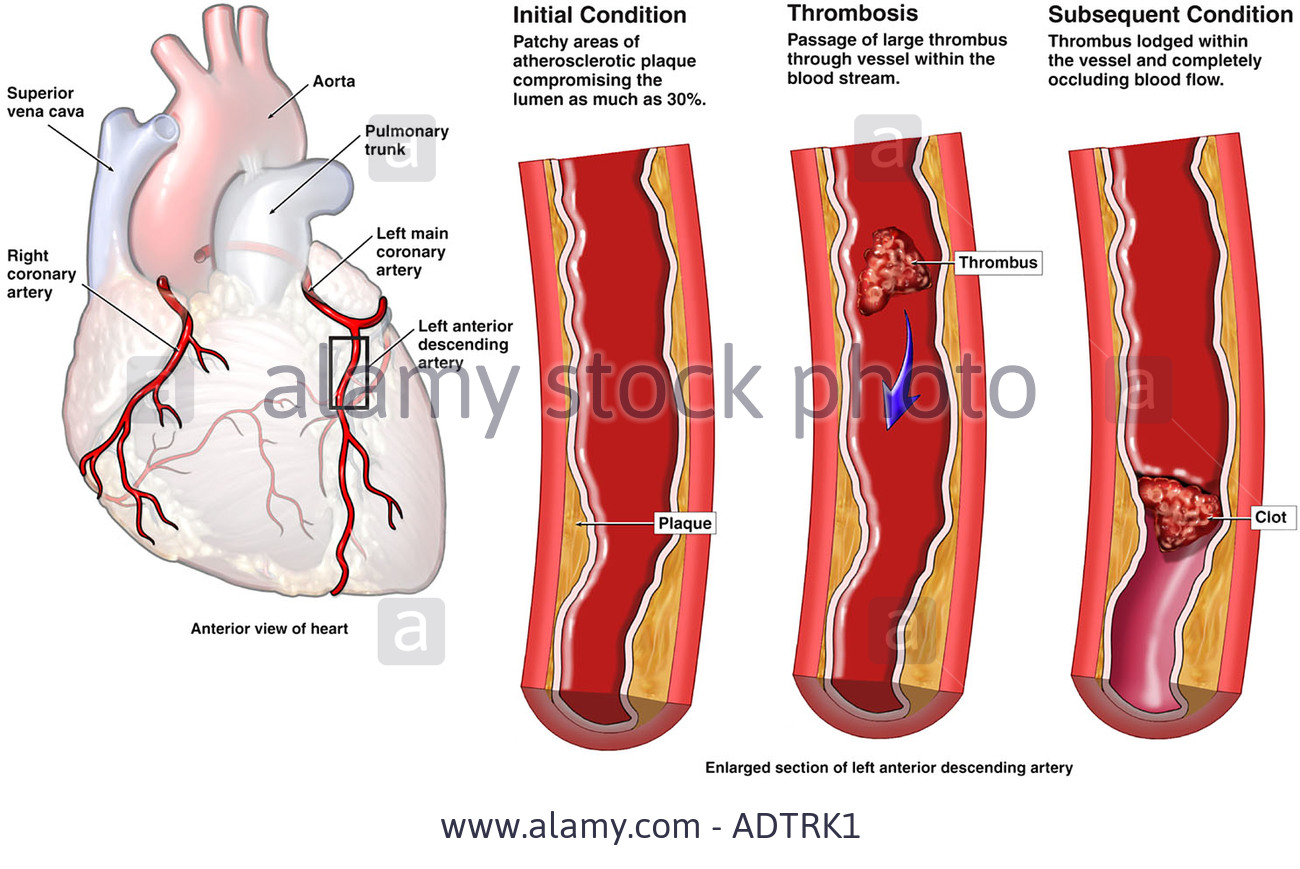 Superior
vena cava
Aorta
Pulmonary
trunk
Left main
coronary
artery
Right
coronary
artery
Left anterior
descending
artery
Anterior view of heart
Initial Condition
Patchy areas of
atherosclerotic plaque
compromising the
lumen as much as 30%.
Plaque
Thrombosis
Passage of large thrombus
through vessel within the
blood stream.
Thrombus
Subsequent Condition
Thrombus lodged within
the vessel and completely
occluding blood flow.
Clot
Enlarged section of left anterior descending artery
a
a
a
a
a
a
alamy stock photo
www.alamy.com - ADTRK1